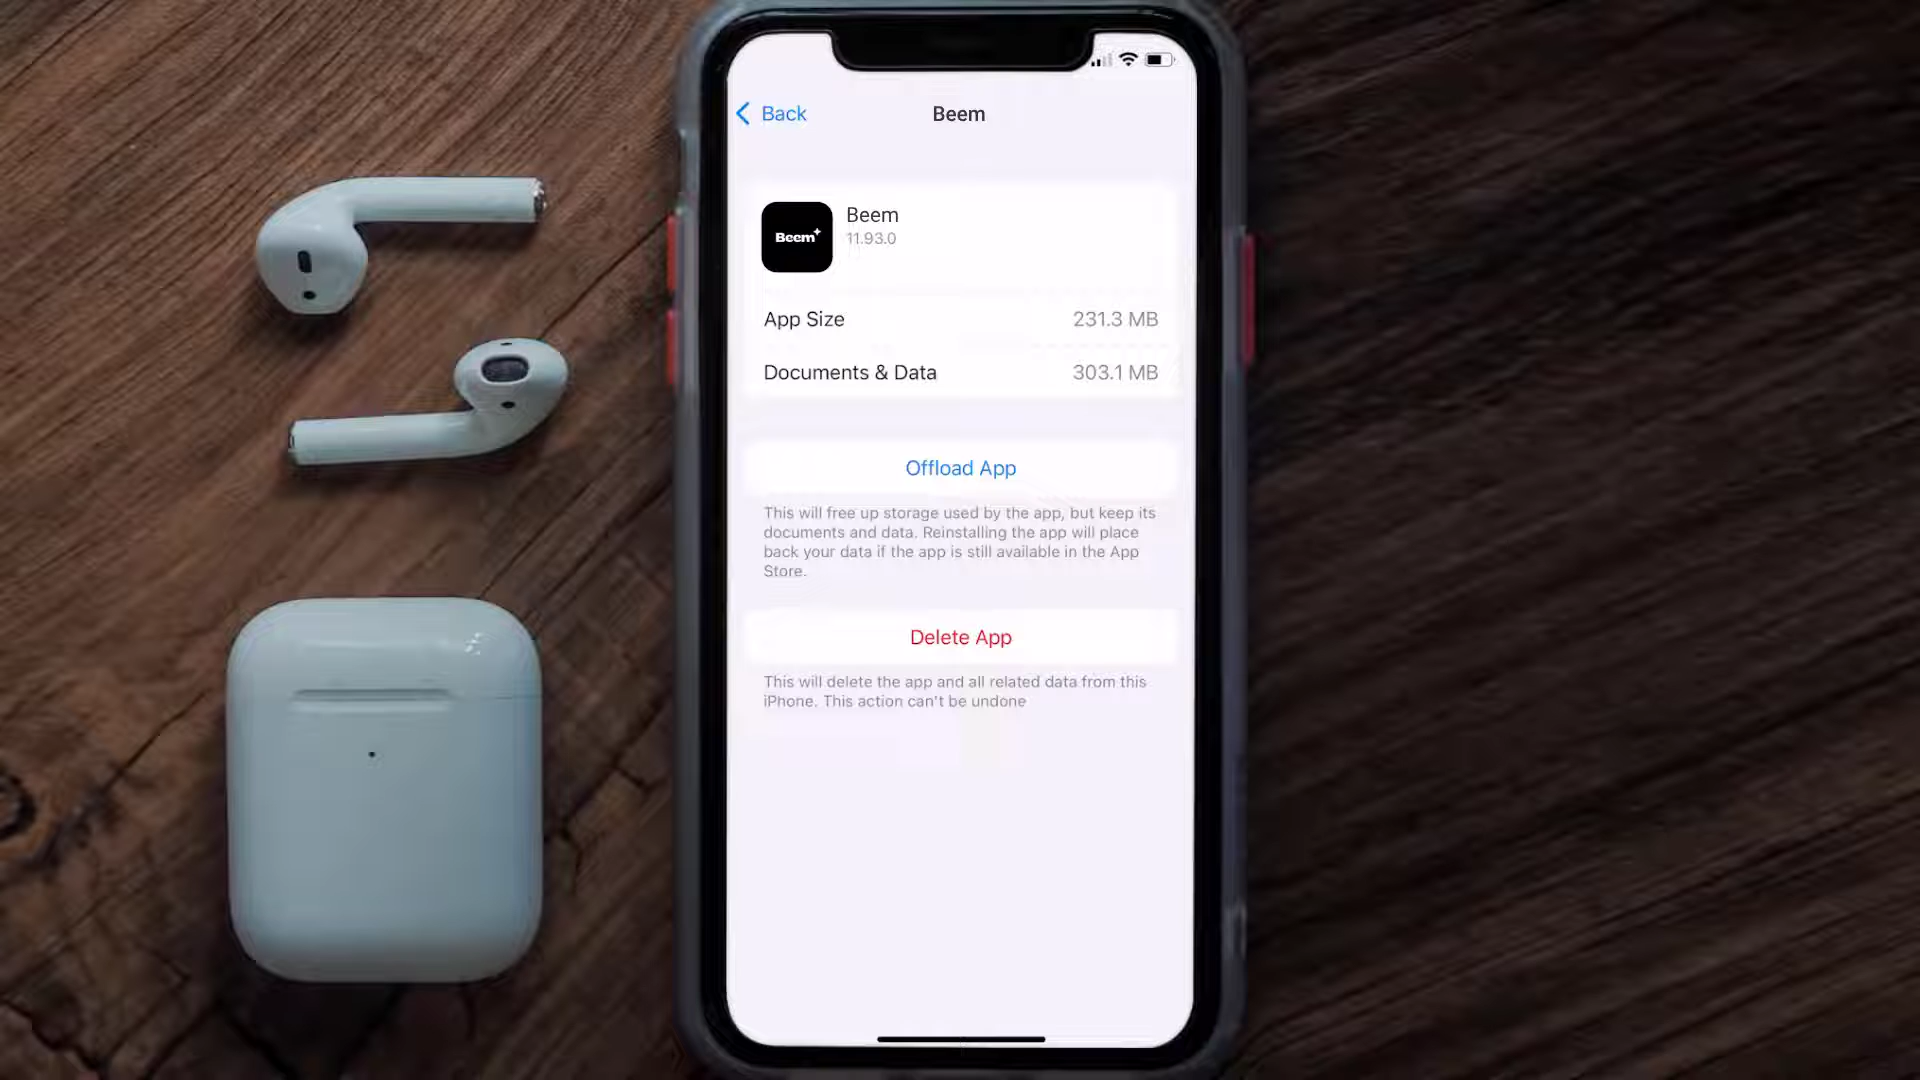 Back
Beem
Beem
Beem
11.93.0
App Size
231.3 MB
Documents & Data
303.1 MB
Offload App
This will free up storage used by the app, but keep its
documents and data. Reinstalling the app will place
back your data if the app is still available in the App
Store.
Delete App
This will delete the app and all related data from this
iPhone. This action can't be undone